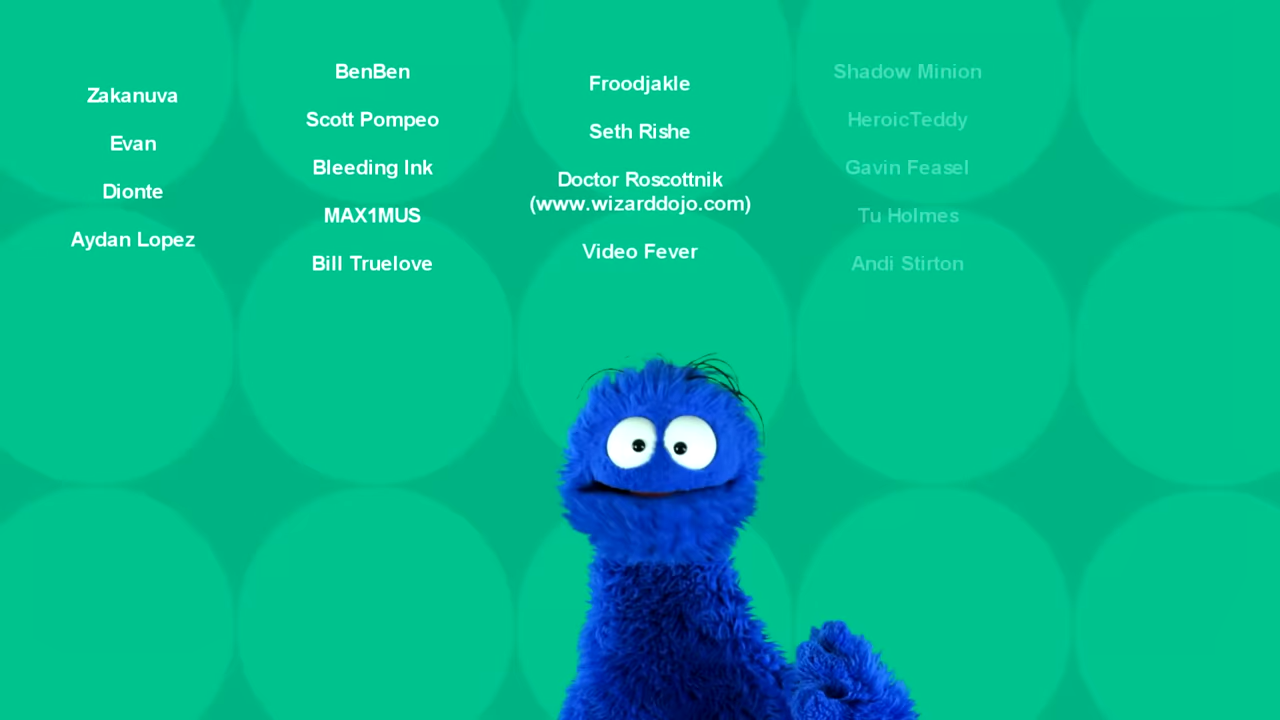 Zakanuva
Evan
Dionte
Aydan Lopez
BenBen
Scott Pompeo
Bleeding Ink
MAX1MUS
Bill Truelove
Froodjakle
Seth Rishe
Doctor Roscottnik
(www.wizarddojo.com)
Video Fever
Shadow Minion
HeroicTeddy
Gavin Feasel
Tu Holmes
Andi Stirton